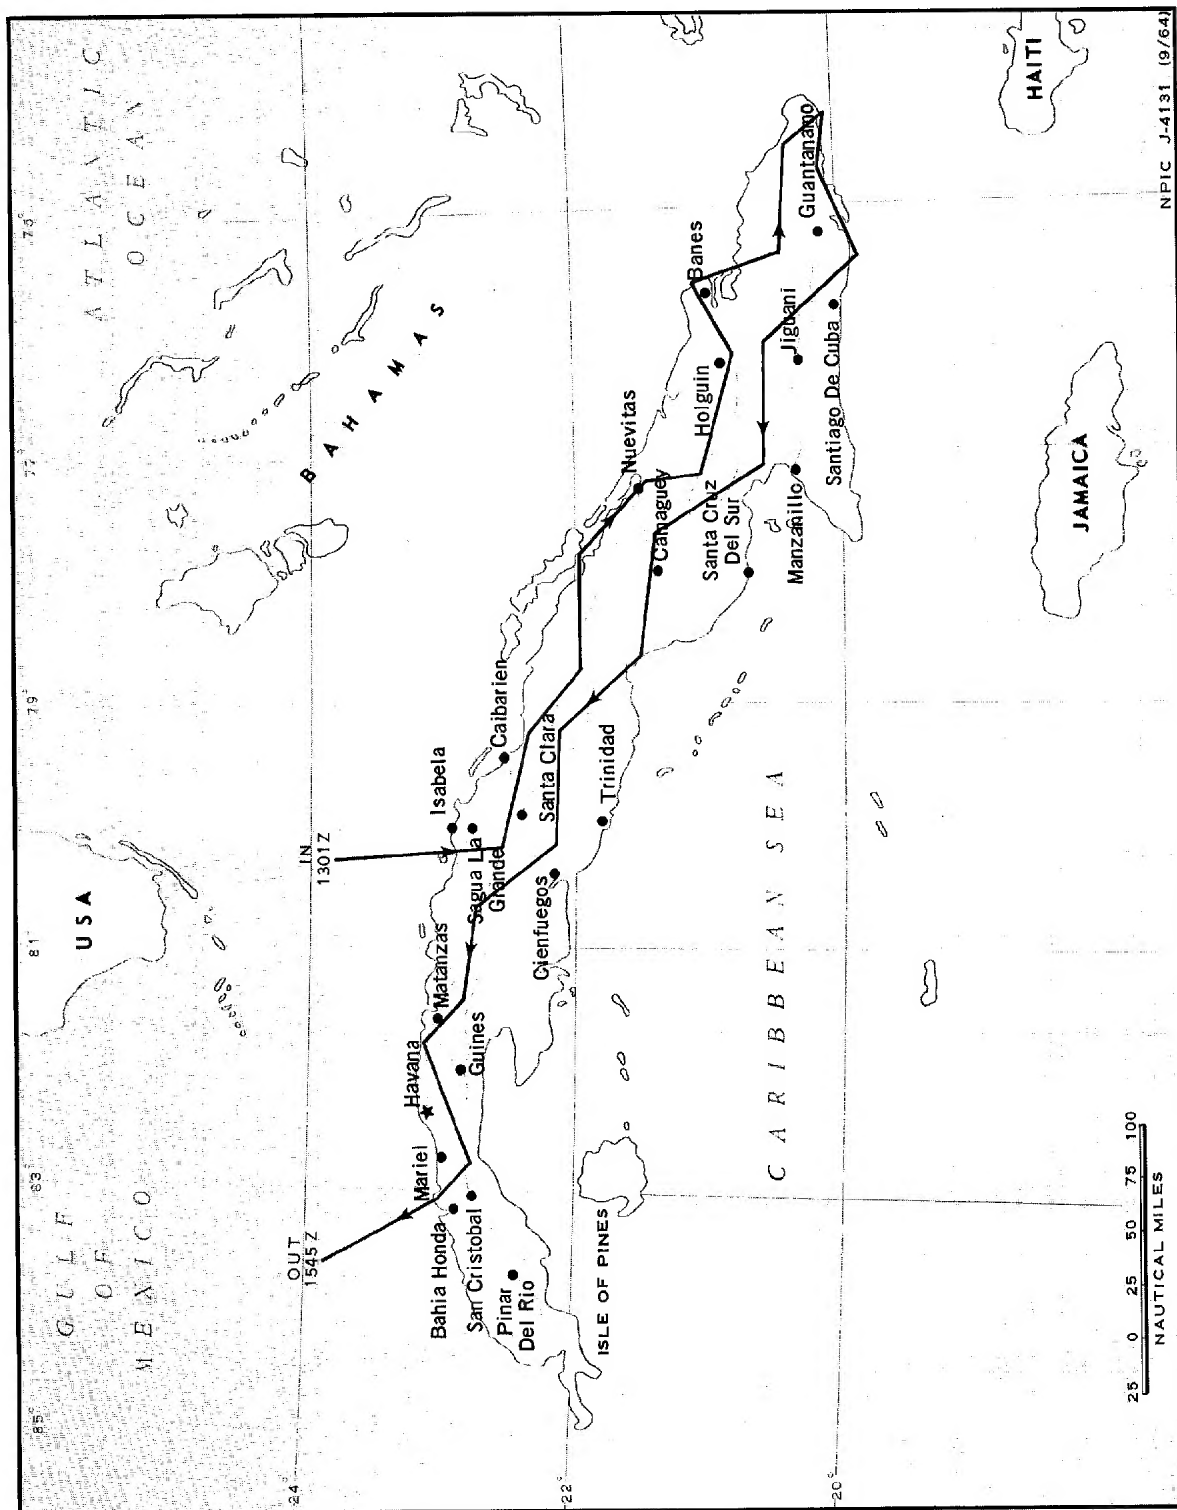 85°
83°
81°
79°
77°
75°
GULF
OF
MEXICO
ATLANTIC
OCEAN
USA
BAHAMAS
24°
OUT
1545 Z
IN
1301 Z
Havana
Mariel
Matanzas
Isabela
Bahia Honda
San Cristobal
Guines
Sagua La
Grande
Caibarien
Pinar
Del Rio
Santa Clara
22°
Cienfuegos
Trinidad
ISLE OF PINES
Nuevitas
Camaguey
Banes
Holguin
Santa Cruz
Del Sur
Jiguani
Guantanamo
Manzanillo
Santiago De Cuba
20°
CARIBBEAN SEA
HAITI
JAMAICA
25 0 25 50 75 100
NAUTICAL MILES
NPIC J-4131 (9/64)